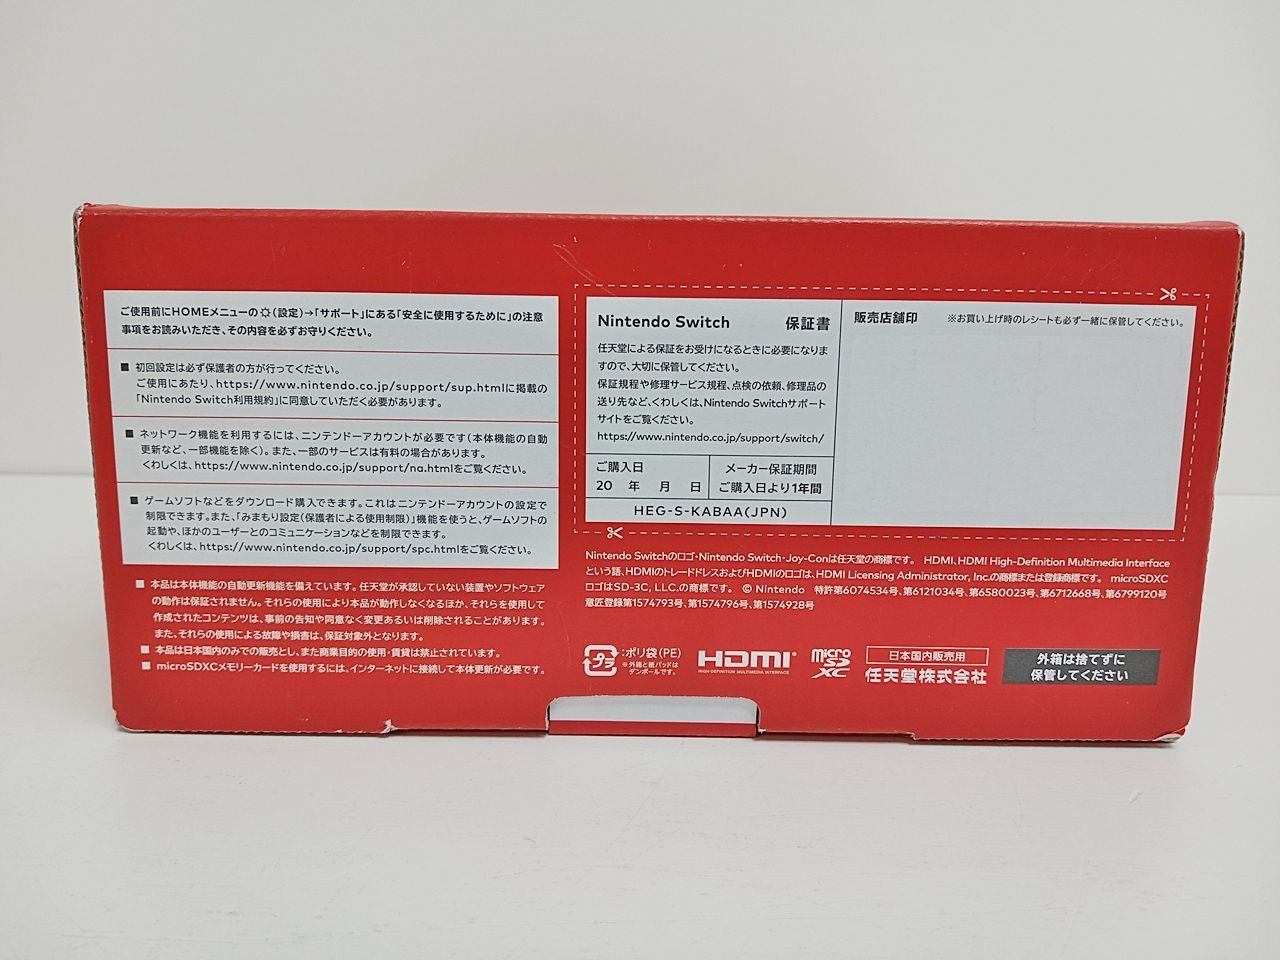 ご使用前にHOMEメニューの(設定)→「サポート」にある「安全に使用するために」の注意
事項をお読みいただき、その内容を必ずお守りください。
■ 初回設定は必ず保護者の方が行ってください。
ご使用にあたり、https://www.nintendo.co.jp/support/sup.htmlに掲載の
「Nintendo Switch利用規約」に同意していただく必要があります。
■ ネットワーク機能を利用するには、ニンテンドーアカウントが必要です(本体機能の自動
更新など、一部機能を除く)。また、一部のサービスは有料の場合があります。
くわしくは、https://www.nintendo.co.jp/support/na.htmlをご覧ください。
■ ゲームソフトなどをダウンロード購入できます。これはニンテンドーアカウントの設定で
制限できます。また、「みまもり設定(保護者による使用制限)」機能を使うと、ゲームソフトの
起動や、ほかのユーザーとのコミュニケーションなどを制限できます。
くわしくは、https://www.nintendo.co.jp/support/spc.htmlをご覧ください。
■ 本品は本体機能の自動更新機能を備えています。任天堂が承認していない装置やソフトウェア
の動作は保証されません。それらの使用により本品が動作しなくなるほか、それらを使用して
作成されたコンテンツは、事前の告知や同意なく変更あるいは削除されることがあります。
また、それらの使用による故障や損害は、保証対象外となります。
■ 本品は日本国内のみでの販売とし、また商業目的の使用・賃貸は禁止されています。
■ microSDXCメモリーカードを使用するには、インターネットに接続して本体更新が必要です。
Nintendo Switch 保証書
任天堂による保証をお受けになるときに必要になりま
すので、大切に保管してください。
保証規程や修理サービス規程、点検の依頼、修理品の
送り先など、くわしくは、Nintendo Switchサポート
サイトをご覧ください。
https://www.nintendo.co.jp/support/switch/
ご購入日
20 年 月 日
メーカー保証期間
ご購入日より1年間
HEG-S-KABAA(JPN)
販売店舗印 ※お買い上げ時のレシートも必ず一緒に保管してください。
Nintendo Switchのロゴ・Nintendo Switch・Joy-Conは任天堂の商標です。 HDMI、HDMI High-Definition Multimedia Interface
という語、HDMIのトレードドレスおよびHDMIのロゴは、HDMI Licensing Administrator, Inc.の商標または登録商標です。 microSDXC
ロゴはSD-3C, LLC.の商標です。 © Nintendo 特許第6074534号、第6121034号、第6580023号、第6712668号、第6799120号
意匠登録第1574793号、第1574796号、第1574928号
プラ :ポリ袋(PE)
※外箱と紙パッドは
ダンボールです。
HDMI
HIGH-DEFINITION MULTIMEDIA INTERFACE
micro
SD
XC
日本国内販売用
任天堂株式会社
外箱は捨てずに
保管してください